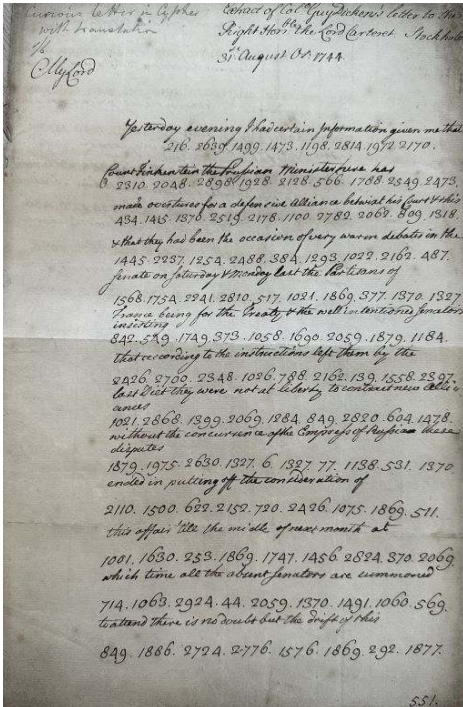 Curious Letter in Cypher
with translation
Extract of Colo. Guy Dickens's letter to the
Right Honble. the Lord Carteret Stockholm
31st August O.S. 1744.
My Lord
Yesterday evening I had certain Information given me that
216. 2639. 1499. 1473. 1198. 2814. 1972. 2170.
Count Finkenstein the Prussian Minister here has
2310. 2048. 2898. 1928. 2128. 566. 1768. 2549. 2473.
made overtures for a defensive Alliance betwixt his Court & this
434. 1415. 1370. 2519. 2178. 1100. 2782. 2062. 809. 1318.
& that they had been the occasion of very warm debates in the
1445. 2237. 1254. 2488. 384. 1293. 1022. 2162. 487.
Senate on Saturday & Monday last the Partisans of
1568. 1754. 2241. 2810. 517. 1021. 1869. 377. 1370. 1327
France being for the Treaty & the well intentioned Senators
insisting
842. 549. 1749. 373. 1058. 1690. 2059. 1879. 1184.
that according to the instructions left them by the
2426. 2700. 2348. 1026. 788. 2162. 139. 1558. 2397.
last Diet they were not at liberty to contract new alli
ances
1021. 2868. 1399. 2069. 1284. 849. 2820. 604. 1478.
without the concurrence of the Empress of Russia these
disputes
1879. 1975. 2630. 1327. 6. 1327. 77. 1138. 531. 1370
ended in putting off the consideration of
2110. 1500. 622. 2152. 720. 2426. 1075. 1869. 511.
this affair 'till the middle of next month at
1001. 1630. 253. 1869. 1747. 1456. 2824. 370. 2069
which time all the absent Senators are summoned
714. 1063. 2924. 44. 2059. 1370. 1491. 1060. 569.
to attend there is no doubt but the drift of this
849. 1886. 2724. 2776. 1576. 1869. 292. 1877.
551.